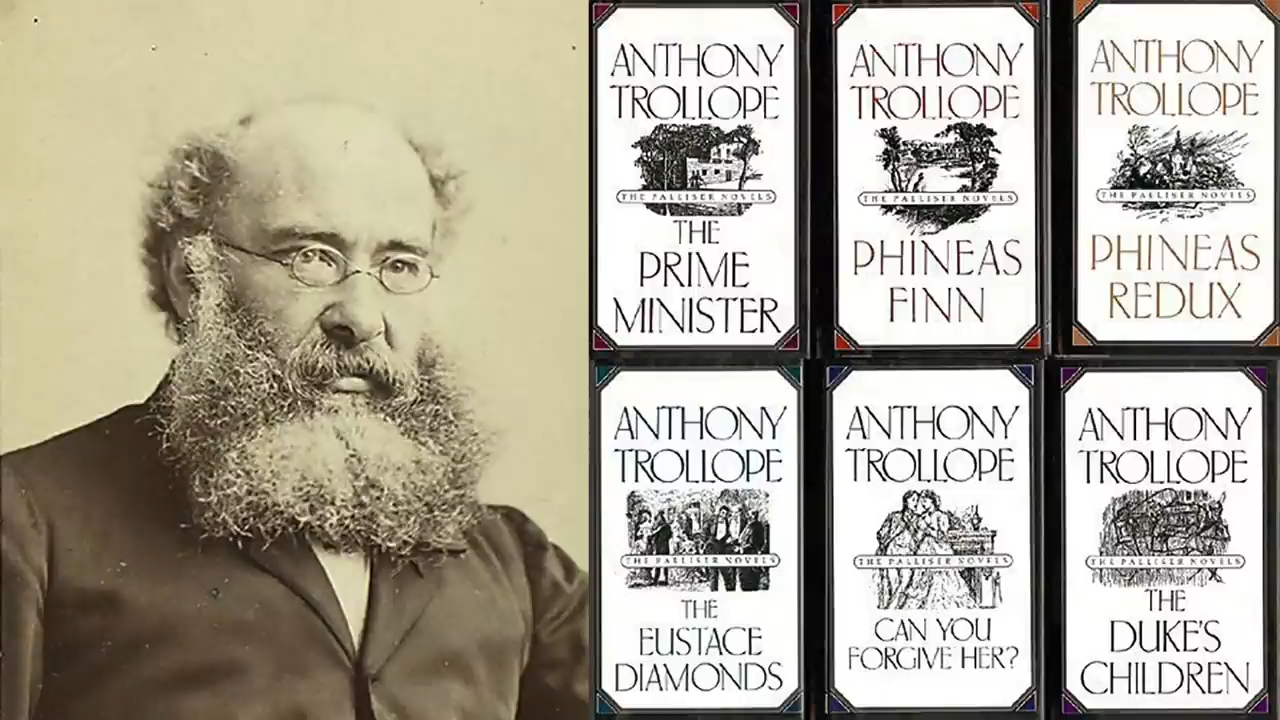 ANTHONY
TROLLOPE
THE PALLISER NOVELS
THE
PRIME
MINISTER
ANTHONY
TROLLOPE
THE PALLISER NOVELS
PHINEAS
FINN
ANTHONY
TROLLOPE
THE PALLISER NOVELS
PHINEAS
REDUX
ANTHONY
TROLLOPE
THE PALLISER NOVELS
THE
EUSTACE
DIAMONDS
ANTHONY
TROLLOPE
THE PALLISER NOVELS
CAN YOU
FORGIVE HER?
ANTHONY
TROLLOPE
THE PALLISER NOVELS
THE
DUKE'S
CHILDREN